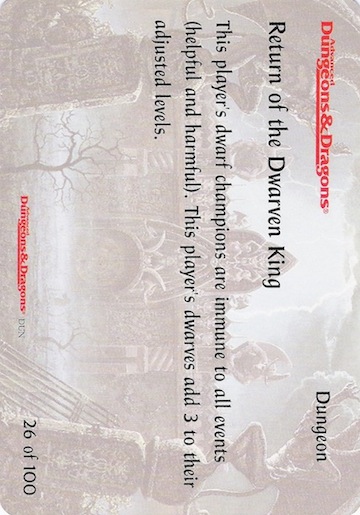 Advanced
Dungeons & Dragons®
Dungeon
Return of the Dwarven King
This player's dwarf champions are immune to all events
(helpful and harmful). This player's dwarves add 3 to their
adjusted levels.
Advanced
Dungeons & Dragons® DUN
26 of 100